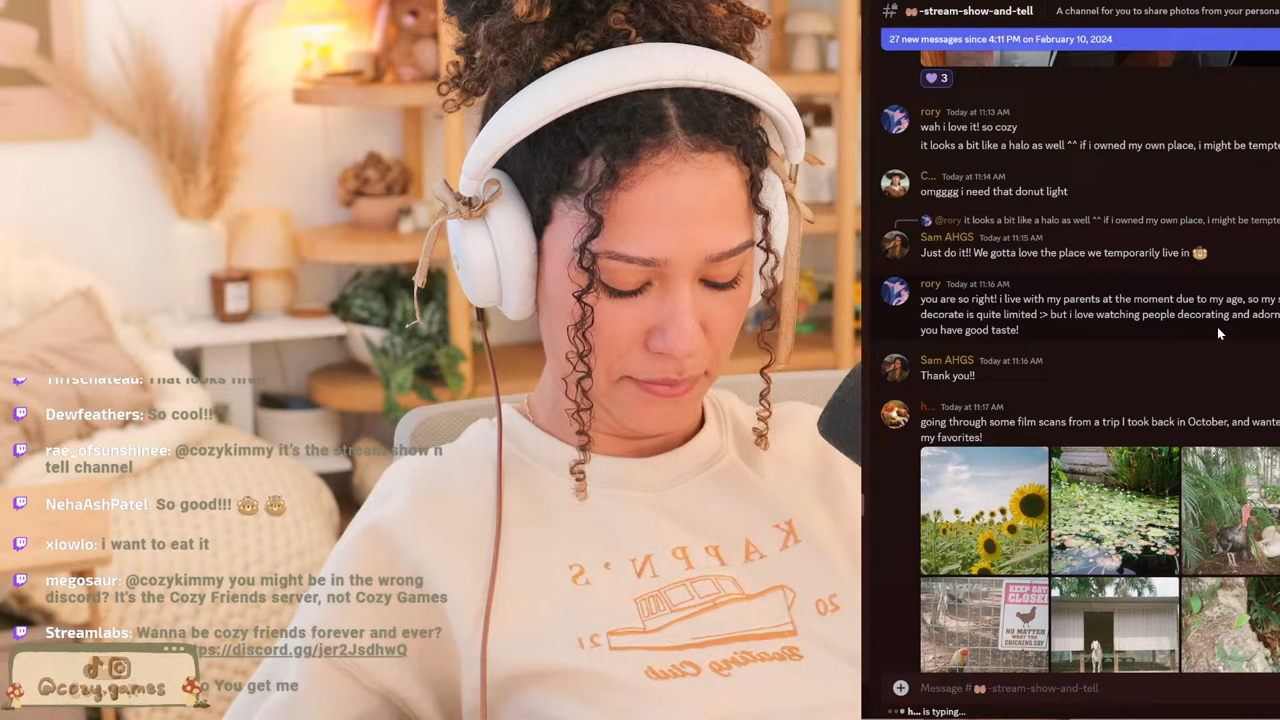 YffisChateau: That looks
Dewfeathers: So cool!!
rae_ofsunshinee: @cozykimmy it's the stream show n
tell channel
NehaAshPatel: So good!!!
xiowio: i want to eat it
megosaur: @cozykimmy you might be in the wrong
discord? It's the Cozy Friends server, not Cozy Games
Streamlabs: Wanna be cozy friends forever and ever?
ps://discord.gg/jer2JsdhwQ
o You get me
@cozy.games
KAPPN'S
20 21
Boating Club
-stream-show-and-tell
A channel for you to share photos from your persona
27 new messages since 4:11 PM on February 10, 2024
3
rory Today at 11:13 AM
wah i love it! so cozy
it looks a bit like a halo as well ^^ if i owned my own place, i might be tempte
C... Today at 11:14 AM
omgggg i need that donut light
@rory it looks a bit like a halo as well ^^ if i owned my own place, i might be tempte
Sam AHGS Today at 11:15 AM
Just do it!! We gotta love the place we temporarily live in
rory Today at 11:16 AM
you are so right! i live with my parents at the moment due to my age, so my s
decorate is quite limited :> but i love watching people decorating and adorn
you have good taste!
Sam AHGS Today at 11:16 AM
Thank you!!
h... Today at 11:17 AM
going through some film scans from a trip I took back in October, and wante
my favorites!
KEEP GATE
CLOSED
NO MATTER
WHAT THE
CHICKENS SAY
Message #-stream-show-and-tell
h... is typing...